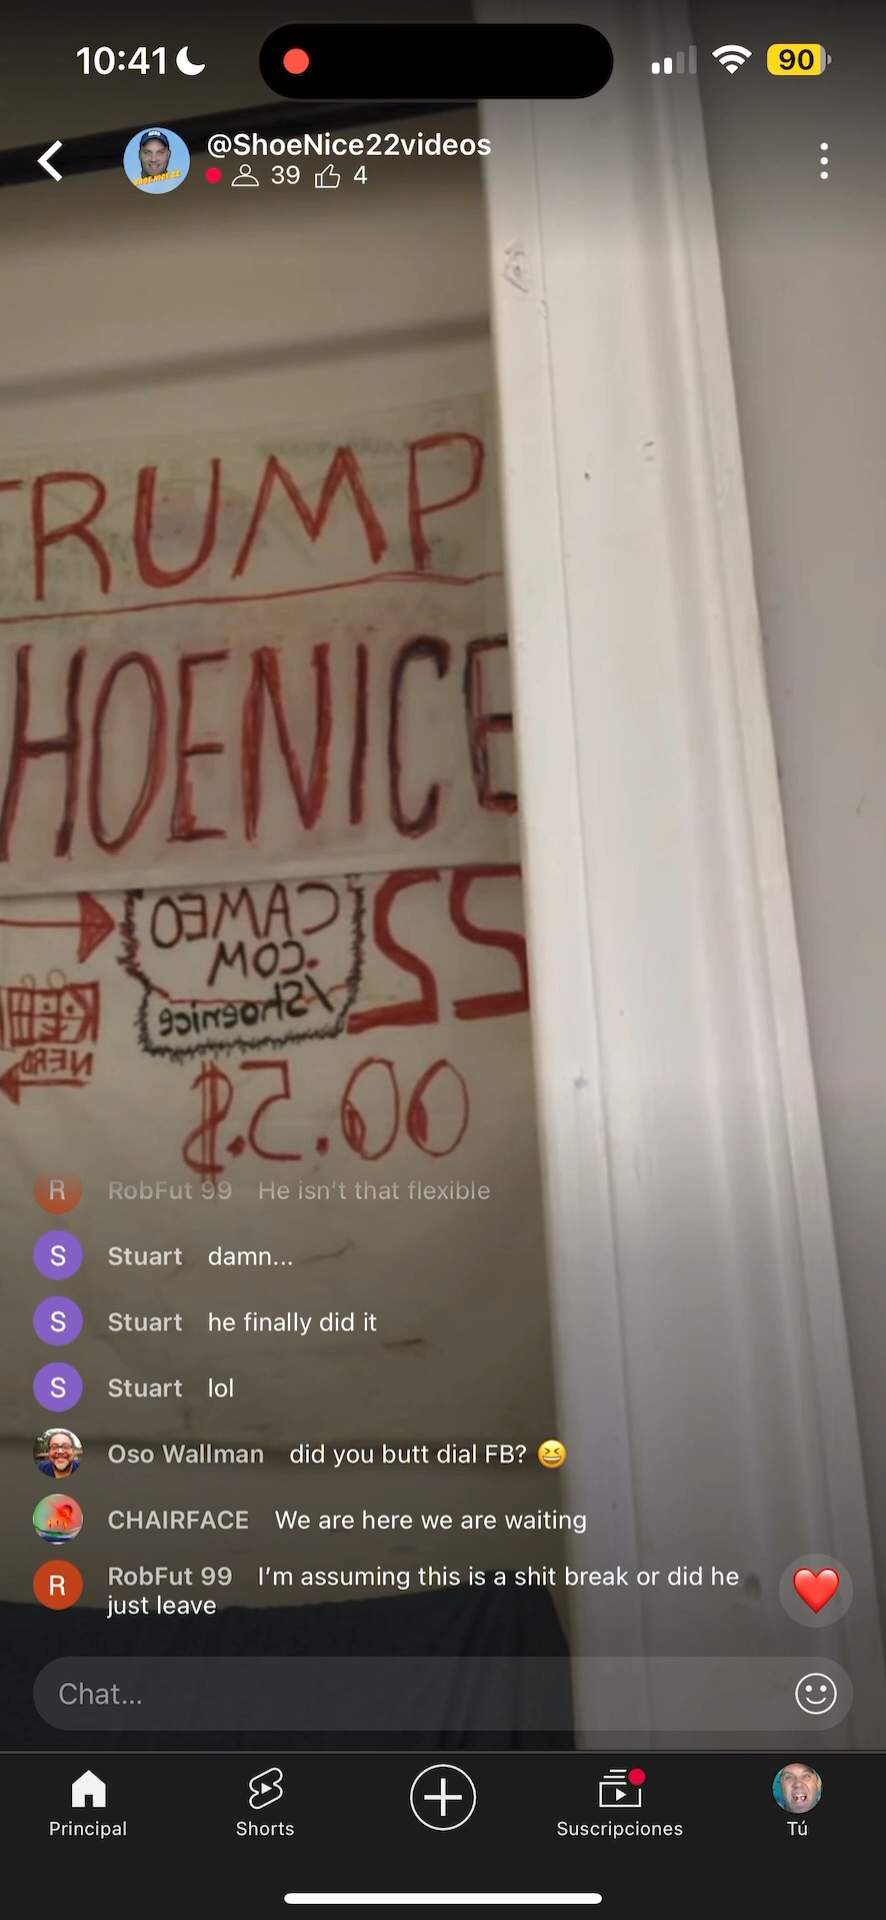 10:41
90
@ShoeNice22videos
39 4
RUMP
HOENICE
22
CAMEO
.COM
/Shoenice
NERD
$5.00
R RobFut 99 He isn't that flexible
S Stuart damn...
S Stuart he finally did it
S Stuart lol
Oso Wallman did you butt dial FB? 😆
CHAIRFACE We are here we are waiting
R RobFut 99 I'm assuming this is a shit break or did he
just leave
Chat...
Principal Shorts Suscripciones Tú